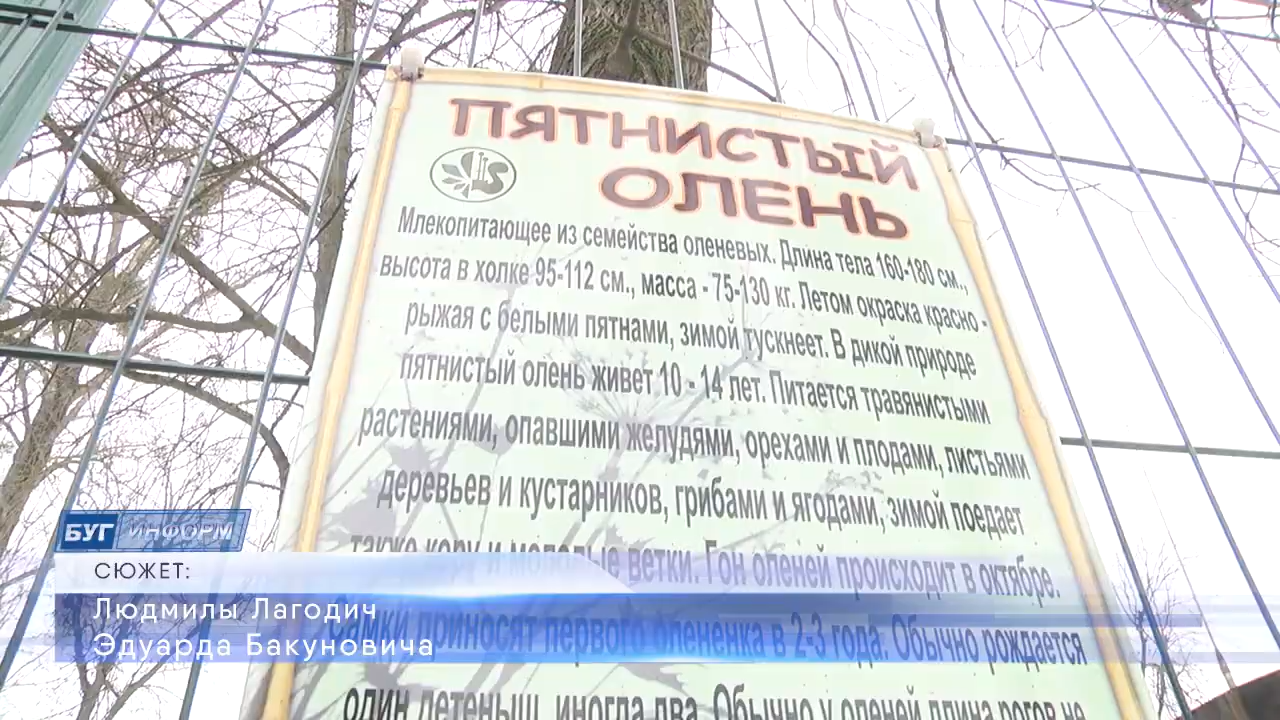 ПЯТНИСТЫЙ
ОЛЕНЬ
Млекопитающее из семейства оленевых. Длина тела 160-180 см.,
высота в холке 95-112 см., масса - 75-130 кг. Летом окраска красно -
рыжая с белыми пятнами, зимой тускнеет. В дикой природе
пятнистый олень живет 10 - 14 лет. Питается травянистыми
растениями, опавшими желудями, орехами и плодами, листьями
деревьев и кустарников, грибами и ягодами, зимой поедает
также кору и молодые ветки. Гон оленей происходит в октябре.
приносят первого олененка в 2-3 года. Обычно рождается
один детеныш, иногда два. Обычно у оленей длина рогов не
БУГ ИНФОРМ
СЮЖЕТ:
Людмилы Лагодич
Эдуарда Бакуновича